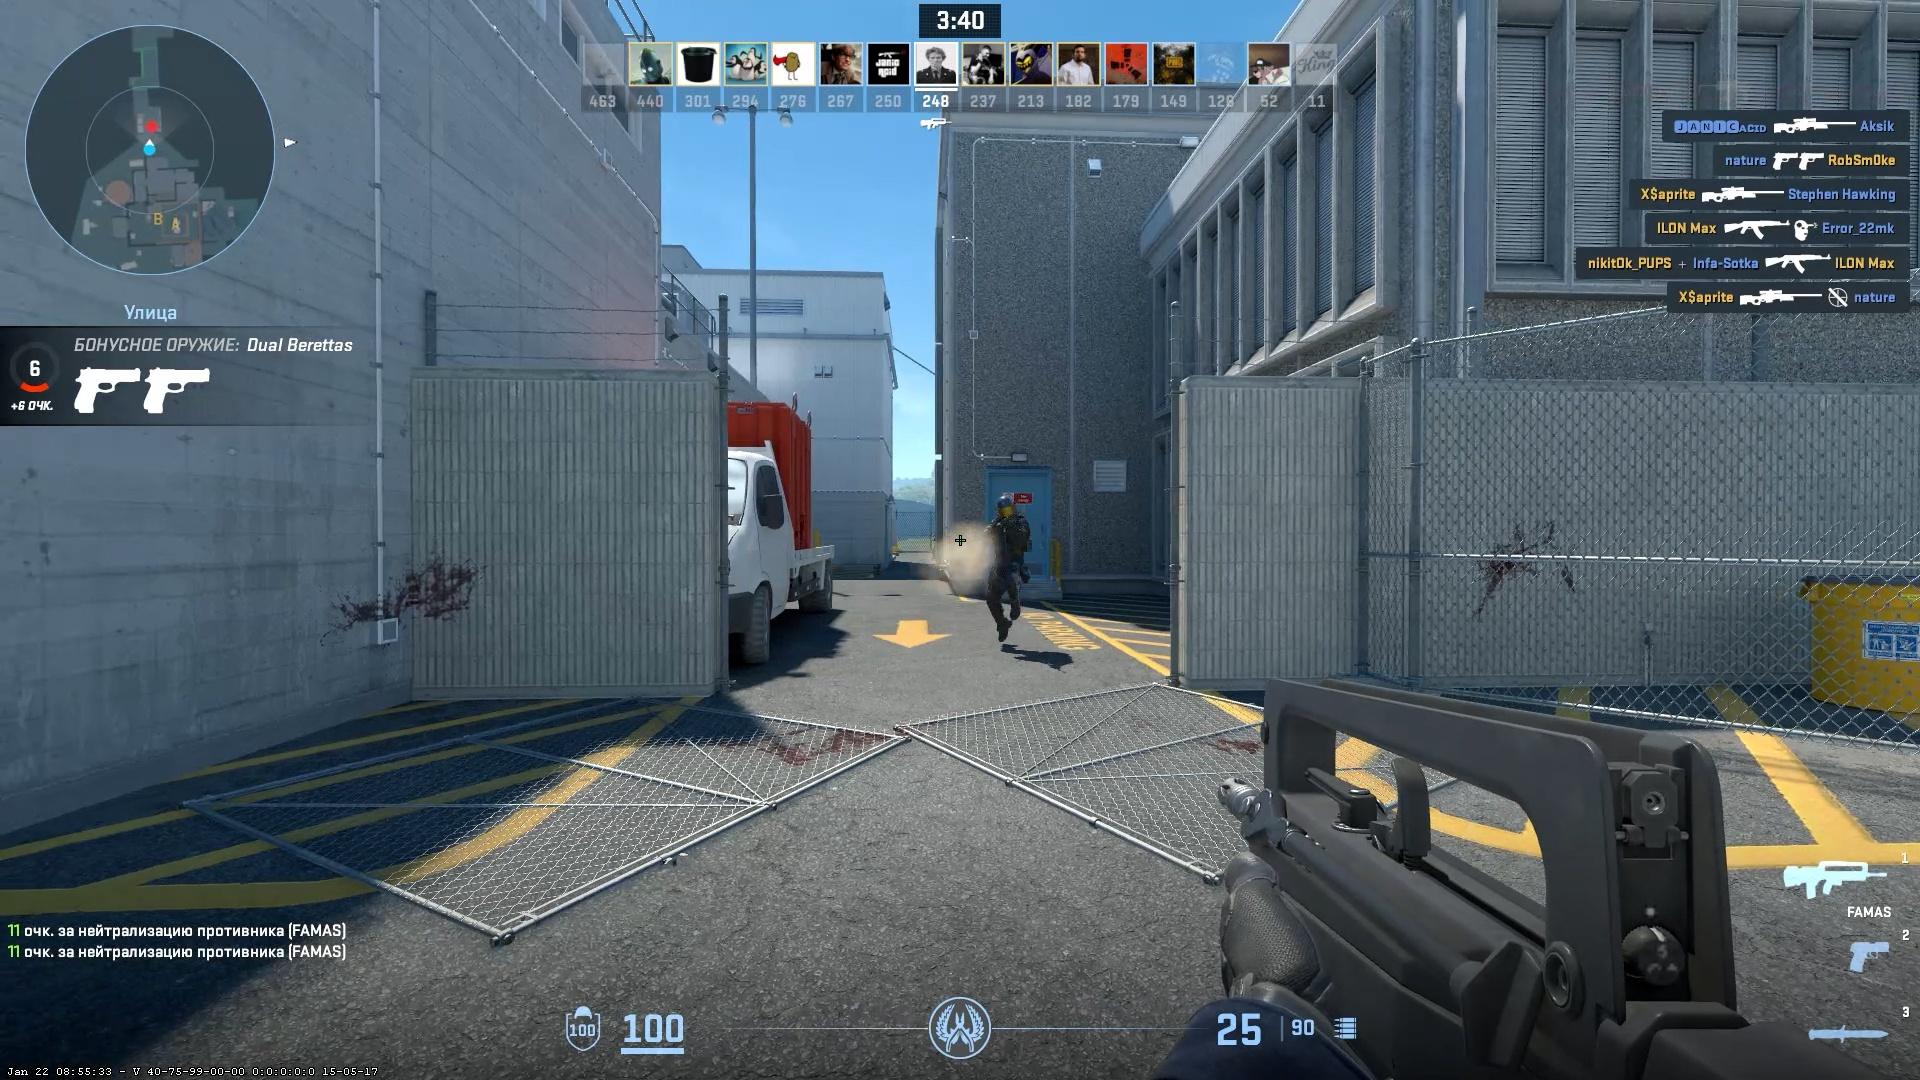 3:40
463 440 301 294 276 267 250 248 237 213 182 179 149 126 52 11
JANICACID Aksik
nature RobSm0ke
X$aprite Stephen Hawking
ILON Max Error_22mk
nikit0k_PUPS + Infa-Sotka ILON Max
X$aprite nature
B A
Улица
БОНУСНОЕ ОРУЖИЕ: Dual Berettas
6
+6 ОЧК.
1
FAMAS
2
3
11 очк. за нейтрализацию противника (FAMAS)
11 очк. за нейтрализацию противника (FAMAS)
100 100
25 | 90
Jan 22 08:55:33 - V 40-75-99-00-00 0:0:0:0:0 15-05-17